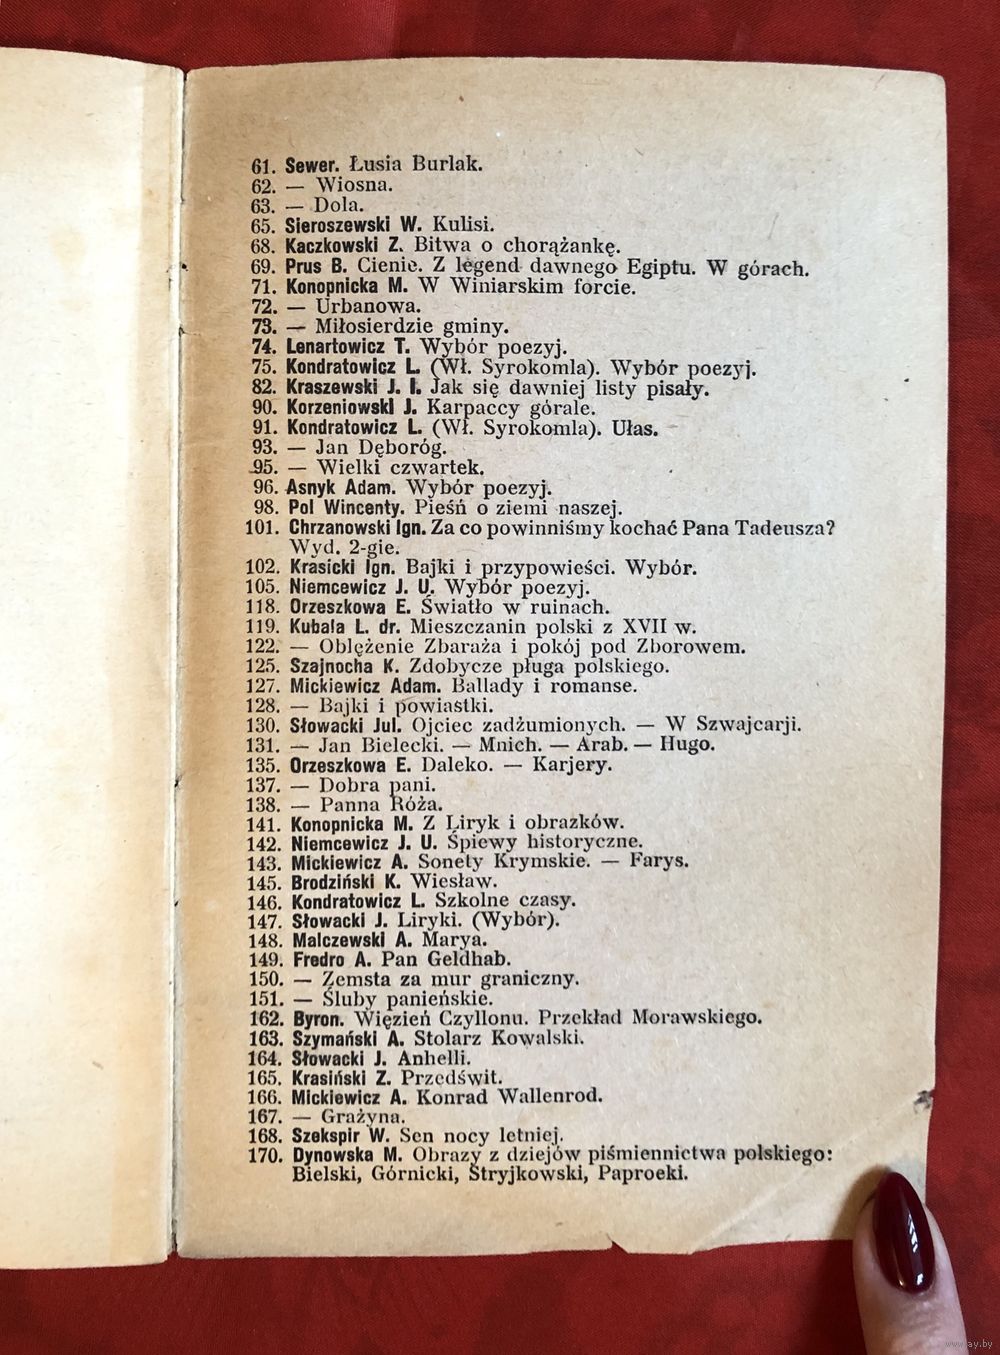 61. Sewer. Łusia Burlak.
62. — Wiosna.
63. — Dola.
65. Sieroszewski W. Kulisi.
68. Kaczkowski Z. Bitwa o chorążankę.
69. Prus B. Cienie. Z legend dawnego Egiptu. W górach.
71. Konopnicka M. W Winiarskim forcie.
72. — Urbanowa.
73. — Miłosierdzie gminy.
74. Lenartowicz T. Wybór poezyj.
75. Kondratowicz L. (Wł. Syrokomla). Wybór poezyj.
82. Kraszewski J. I. Jak się dawniej listy pisały.
90. Korzeniowski J. Karpaccy górale.
91. Kondratowicz L. (Wł. Syrokomla). Ułas.
93. — Jan Dęboróg.
95. — Wielki czwartek.
96. Asnyk Adam. Wybór poezyj.
98. Pol Wincenty. Pieśń o ziemi naszej.
101. Chrzanowski Ign. Za co powinniśmy kochać Pana Tadeusza?
Wyd. 2-gie.
102. Krasicki Ign. Bajki i przypowieści. Wybór.
105. Niemcewicz J. U. Wybór poezyj.
118. Orzeszkowa E. Światło w ruinach.
119. Kubala L. dr. Mieszczanin polski z XVII w.
122. — Oblężenie Zbaraża i pokój pod Zborowem.
125. Szajnocha K. Zdobycze pługa polskiego.
127. Mickiewicz Adam. Ballady i romanse.
128. — Bajki i powiastki.
130. Słowacki Jul. Ojciec zadżumionych. — W Szwajcarji.
131. — Jan Bielecki. — Mnich. — Arab. — Hugo.
135. Orzeszkowa E. Daleko. — Karjery.
137. — Dobra pani.
138. — Panna Róża.
141. Konopnicka M. Z Liryk i obrazków.
142. Niemcewicz J. U. Śpiewy historyczne.
143. Mickiewicz A. Sonety Krymskie. — Farys.
145. Brodziński K. Wiesław.
146. Kondratowicz L. Szkolne czasy.
147. Słowacki J. Liryki. (Wybór).
148. Malczewski A. Marya.
149. Fredro A. Pan Geldhab.
150. — Zemsta za mur graniczny.
151. — Śluby panieńskie.
162. Byron. Więzień Czyllonu. Przekład Morawskiego.
163. Szymański A. Stolarz Kowalski.
164. Słowacki J. Anhelli.
165. Krasiński Z. Przedświt.
166. Mickiewicz A. Konrad Wallenrod.
167. — Grażyna.
168. Szekspir W. Sen nocy letniej.
170. Dynowska M. Obrazy z dziejów piśmiennictwa polskiego:
Bielski, Górnicki, Stryjkowski, Paprocki.
www.ay.by